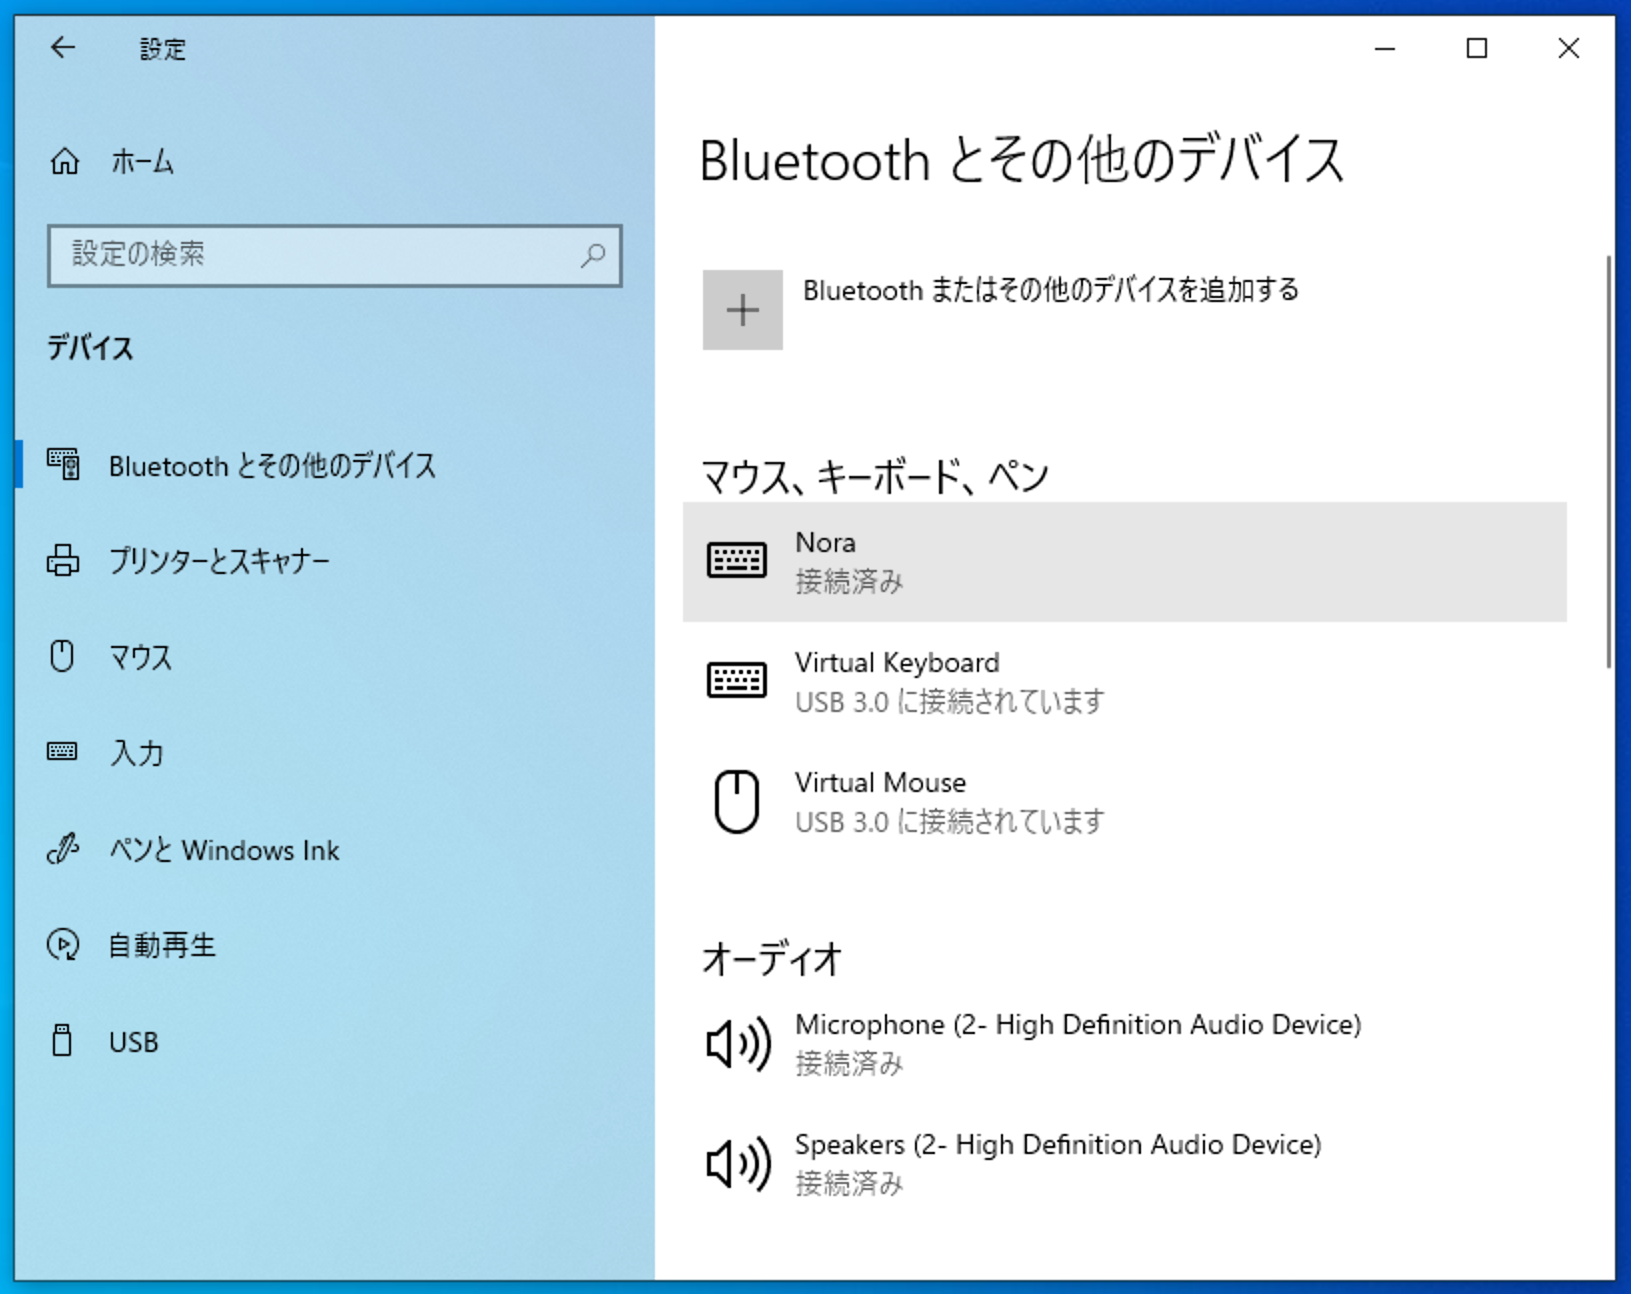 設定
ホーム
設定の検索
デバイス
Bluetooth とその他のデバイス
プリンターとスキャナー
マウス
入力
ペンと Windows Ink
自動再生
USB
Bluetooth とその他のデバイス
Bluetooth またはその他のデバイスを追加する
マウス、キーボード、ペン
Nora
接続済み
Virtual Keyboard
USB 3.0 に接続されています
Virtual Mouse
USB 3.0 に接続されています
オーディオ
Microphone (2- High Definition Audio Device)
接続済み
Speakers (2- High Definition Audio Device)
接続済み